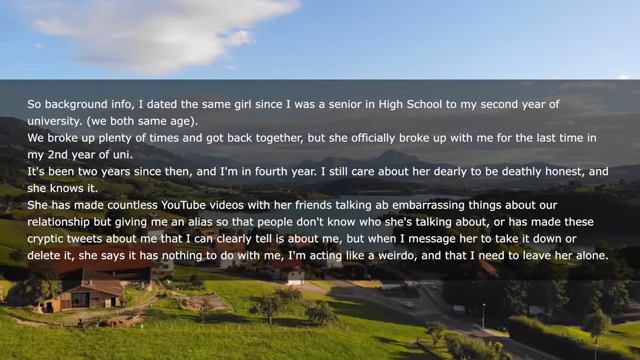 So background info, I dated the same girl since I was a senior in High School to my second year of
university. (we both same age).
We broke up plenty of times and got back together, but she officially broke up with me for the last time in
my 2nd year of uni.
It's been two years since then, and I'm in fourth year. I still care about her dearly to be deathly honest, and
she knows it.
She has made countless YouTube videos with her friends talking ab embarrassing things about our
relationship but giving me an alias so that people don't know who she's talking about, or has made these
cryptic tweets about me that I can clearly tell is about me, but when I message her to take it down or
delete it, she says it has nothing to do with me, I'm acting like a weirdo, and that I need to leave her alone.